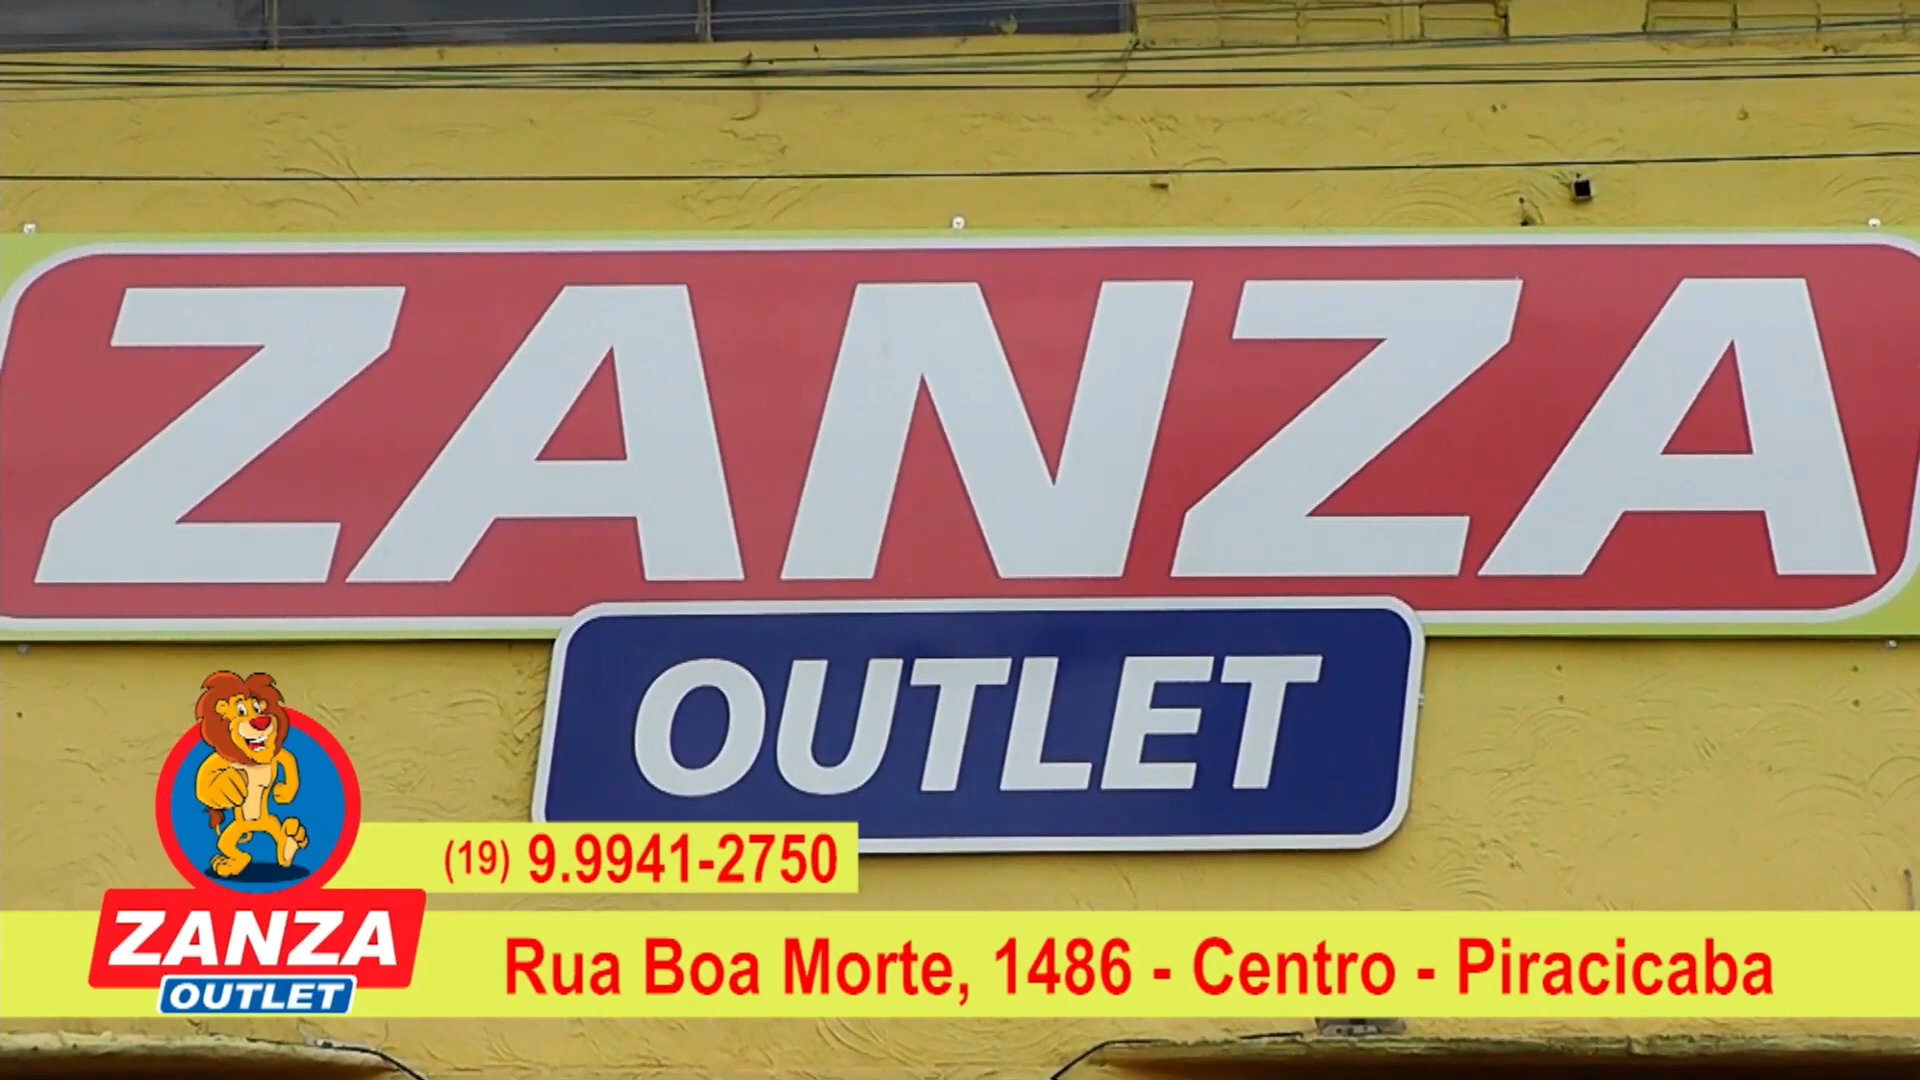 ZANZA
OUTLET
(19) 9.9941-2750
ZANZA
OUTLET
Rua Boa Morte, 1486 - Centro - Piracicaba